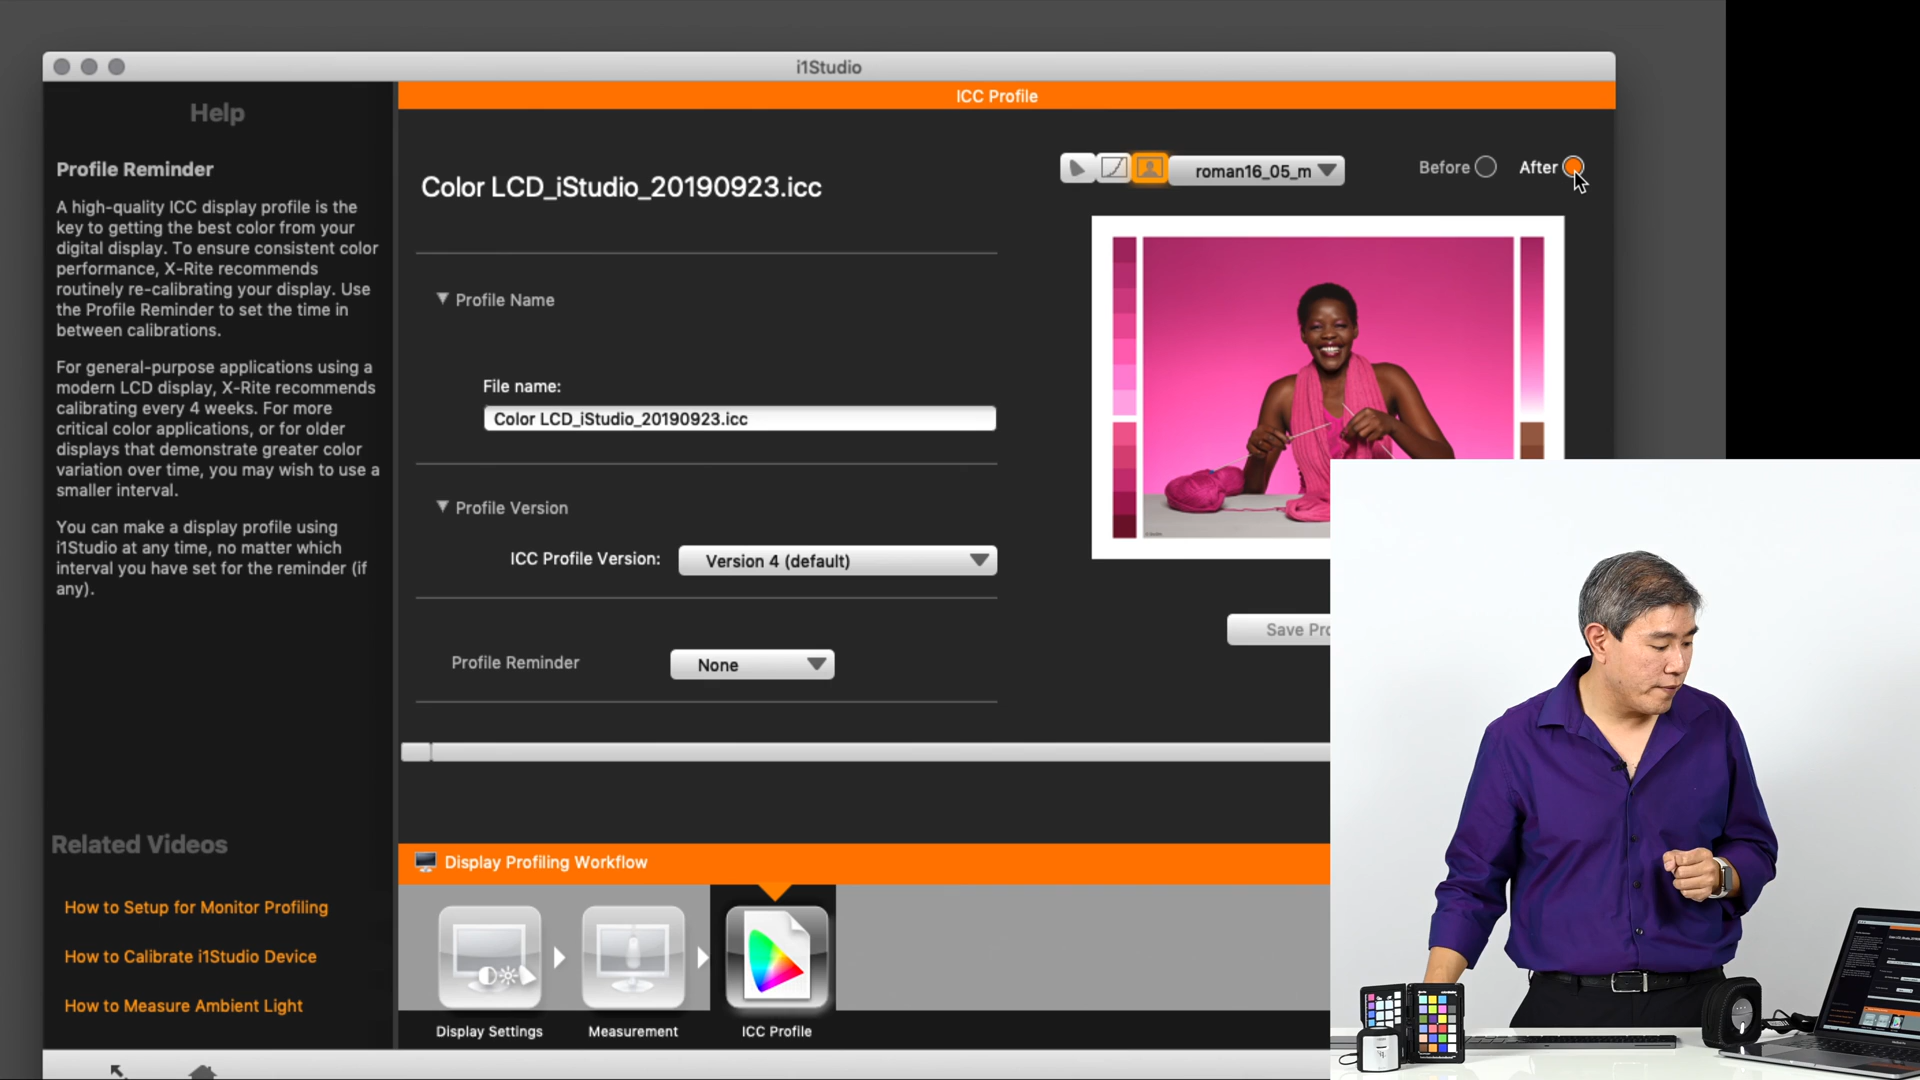 i1Studio
Help
Profile Reminder
A high-quality ICC display profile is the
key to getting the best color from your
digital display. To ensure consistent color
performance, X-Rite recommends
routinely re-calibrating your display. Use
the Profile Reminder to set the time in
between calibrations.
For general-purpose applications using a
modern LCD display, X-Rite recommends
calibrating every 4 weeks. For more
critical color applications, or for older
displays that demonstrate greater color
variation over time, you may wish to use a
smaller interval.
You can make a display profile using
i1Studio at any time, no matter which
interval you have set for the reminder (if
any).
Related Videos
How to Setup for Monitor Profiling
How to Calibrate i1Studio Device
How to Measure Ambient Light
ICC Profile
Color LCD_iStudio_20190923.icc
roman16_05_m
Before
After
Profile Name
File name:
Color LCD_iStudio_20190923.icc
Profile Version
ICC Profile Version:
Version 4 (default)
Profile Reminder
None
Save Pro
Display Profiling Workflow
Display Settings
Measurement
ICC Profile